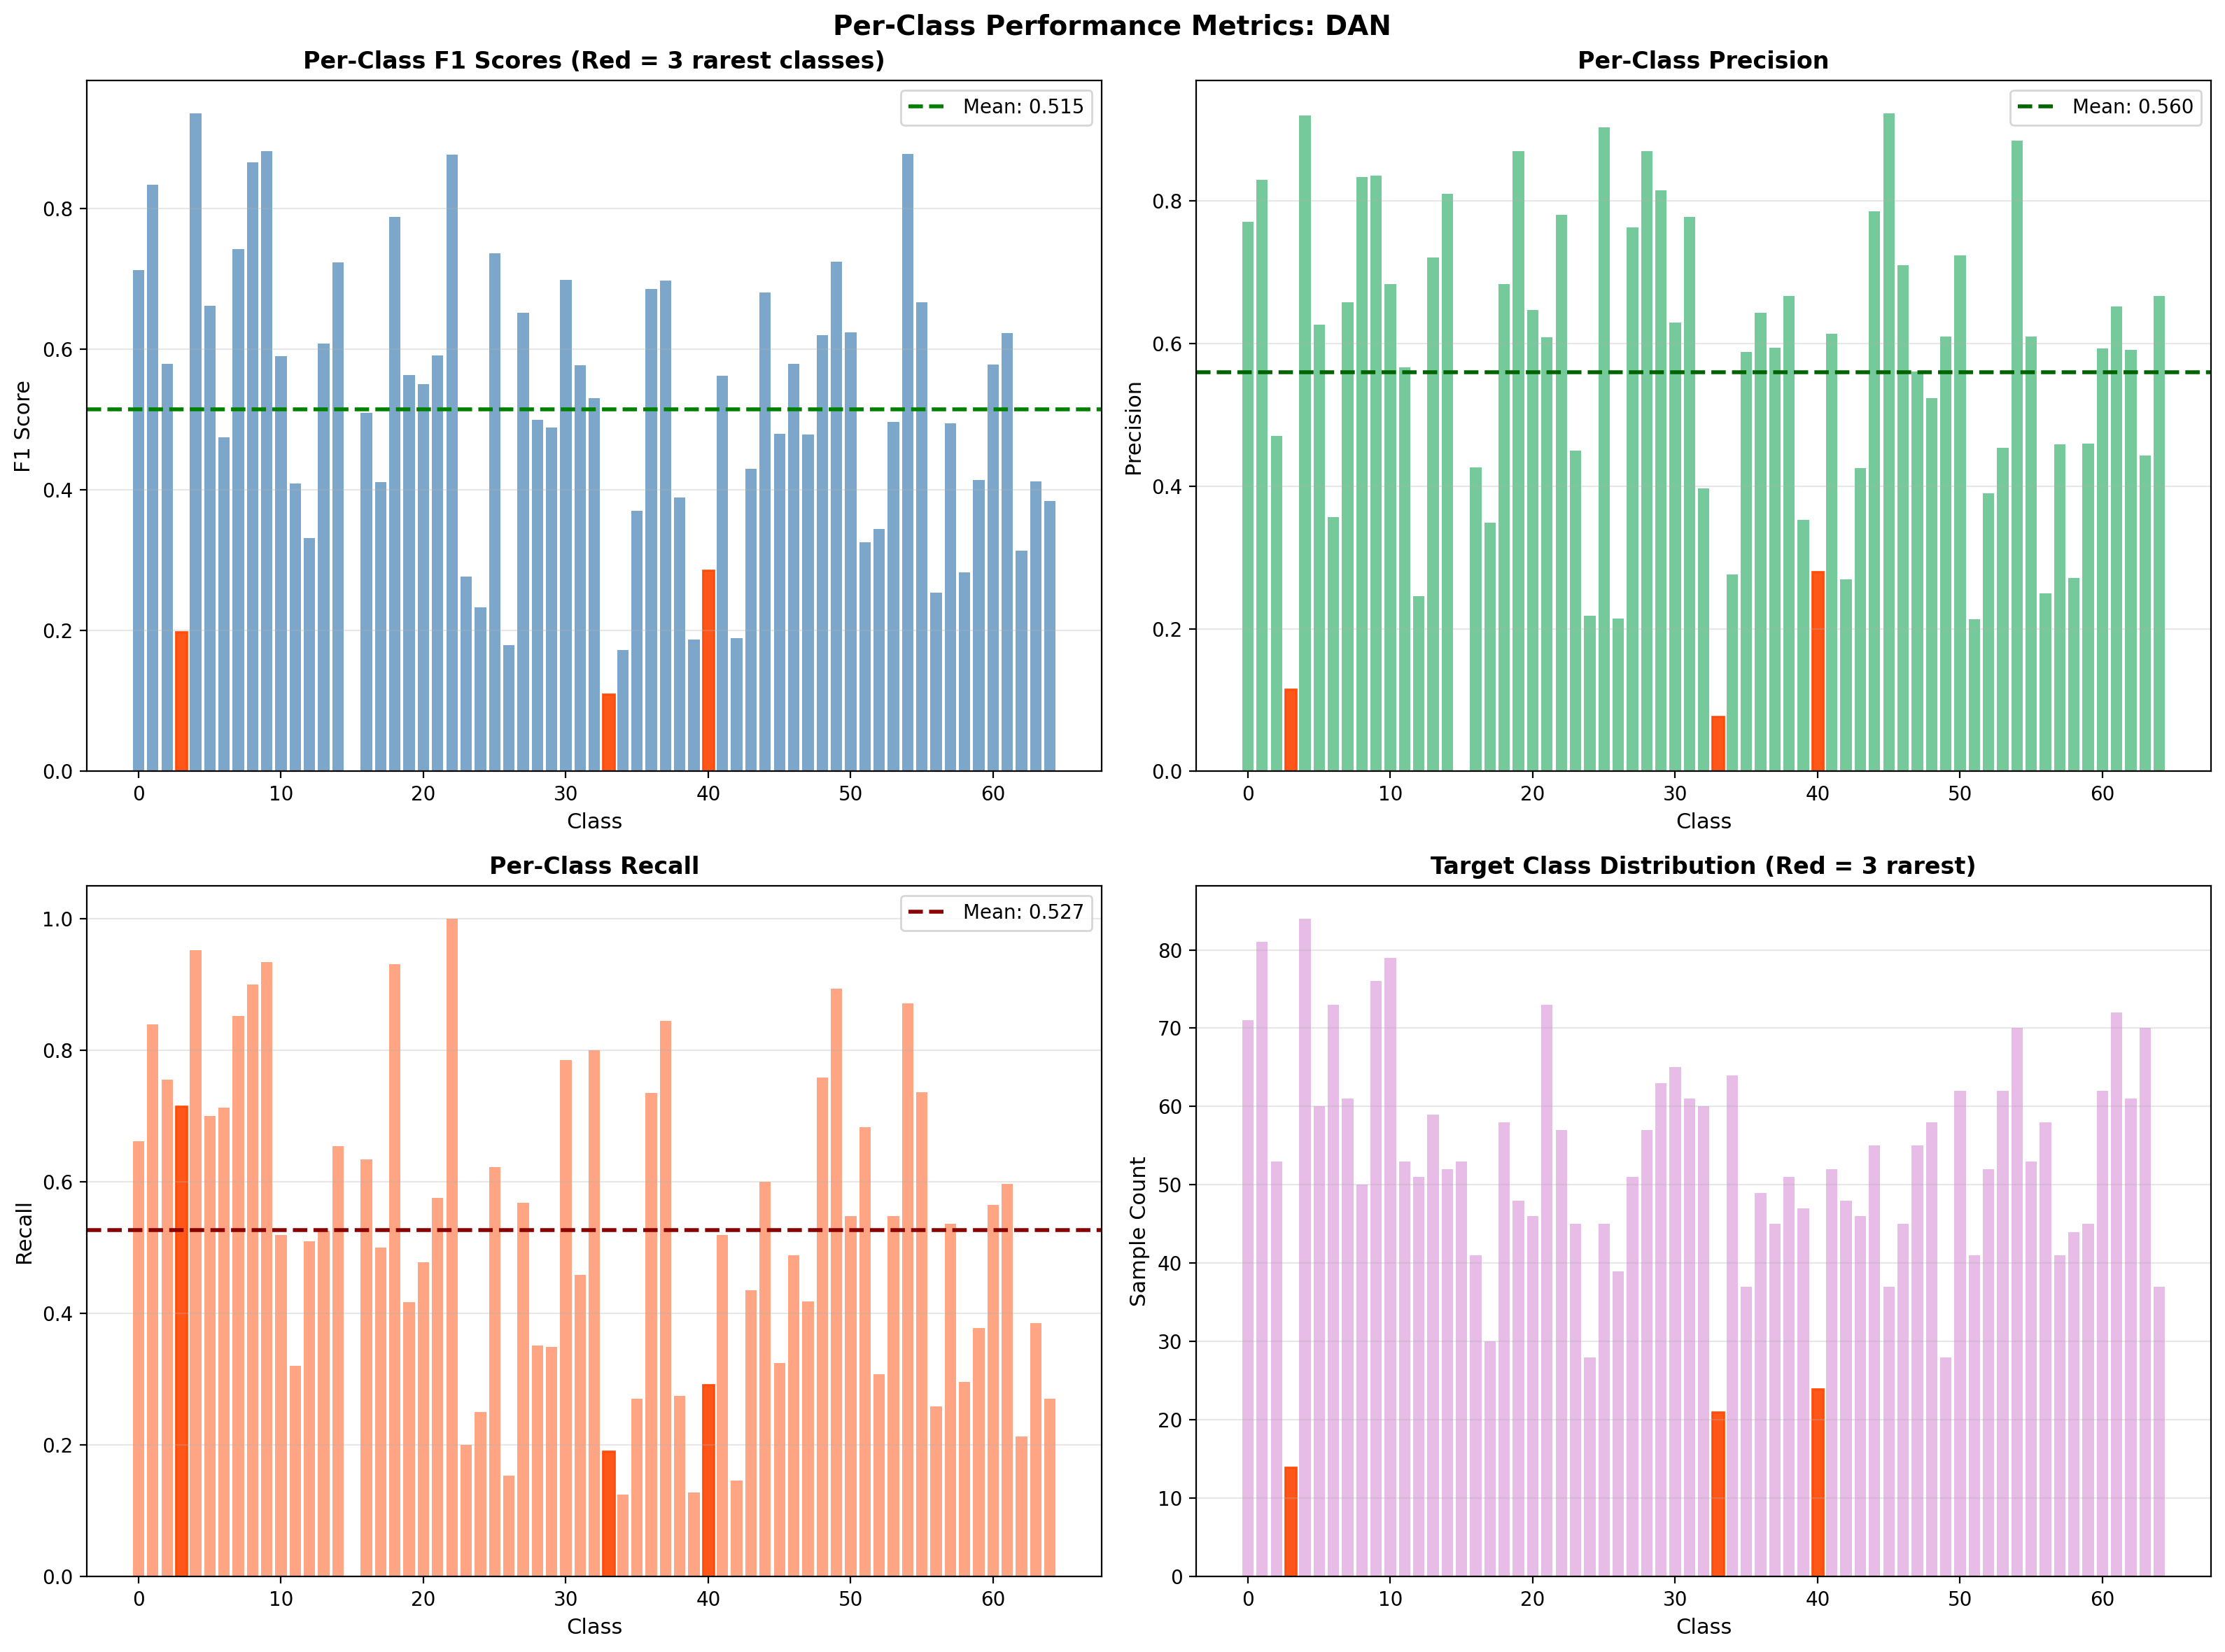 Per-Class Performance Metrics: DAN
Per-Class F1 Scores (Red = 3 rarest classes)
Mean: 0.515
F1 Score
0.8
0.6
0.4
0.2
0.0
0 10 20 30 40 50 60
Class
Per-Class Precision
Mean: 0.560
Precision
0.8
0.6
0.4
0.2
0.0
0 10 20 30 40 50 60
Class
Per-Class Recall
Mean: 0.527
Recall
1.0
0.8
0.6
0.4
0.2
0.0
0 10 20 30 40 50 60
Class
Target Class Distribution (Red = 3 rarest)
Sample Count
80
70
60
50
40
30
20
10
0
0 10 20 30 40 50 60
Class